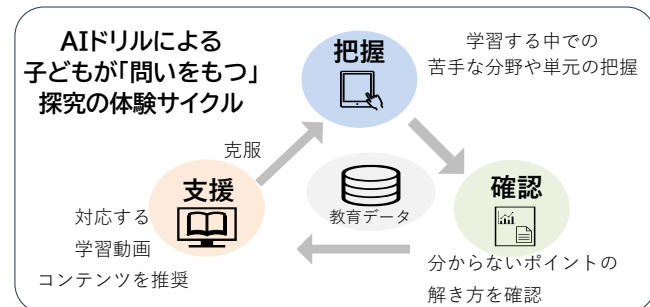 AIドリルによる
子どもが「問いをもつ」
探究の体験サイクル
把握
学習する中での
苦手な分野や単元の把握
克服
支援
対応する
学習動画
コンテンツを推奨
教育データ
確認
分からないポイントの
解き方を確認